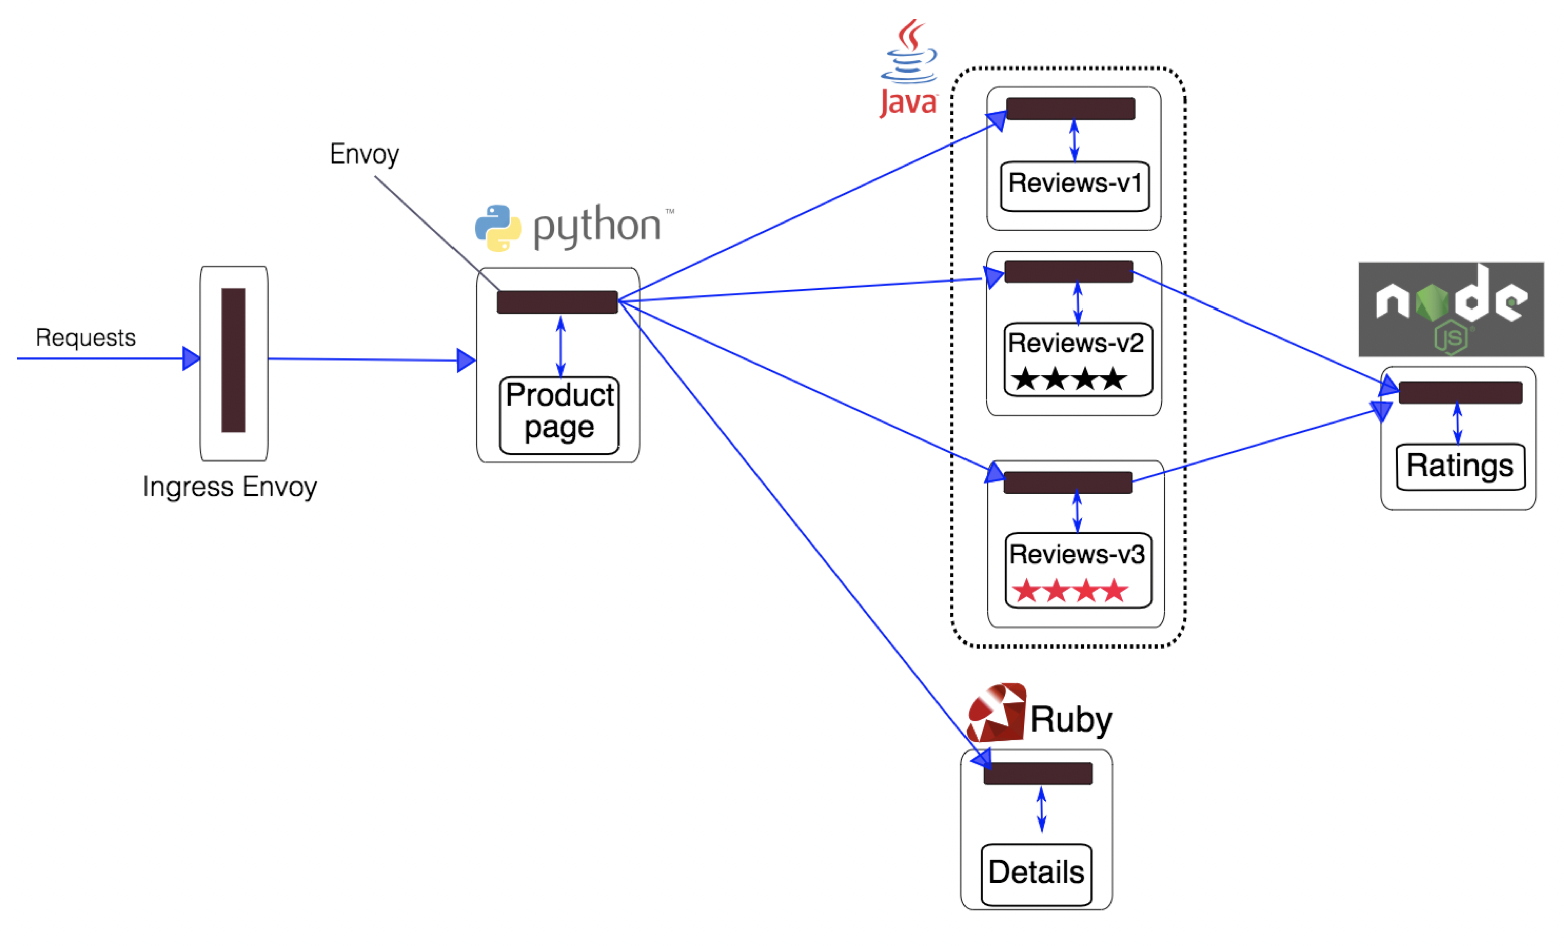 Java
Envoy
python™
Reviews-v1
Requests
Reviews-v2
node
JS
Product
page
Ratings
Ingress Envoy
Reviews-v3
Ruby
Details